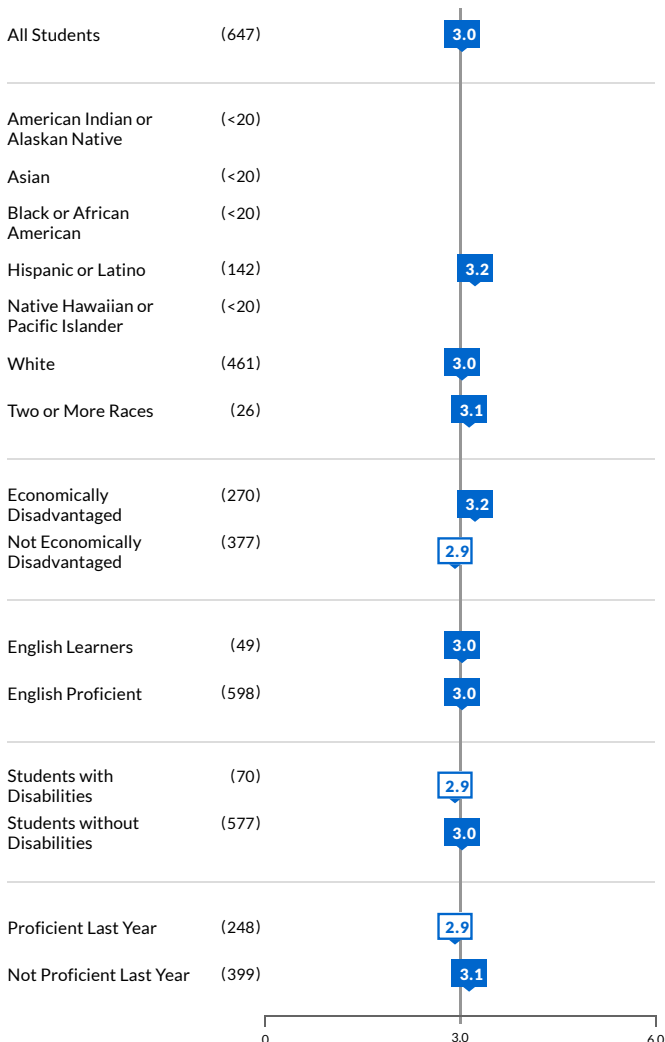 All Students (647) 3.0
American Indian or (<20)
Alaskan Native
Asian (<20)
Black or African (<20)
American
Hispanic or Latino (142) 3.2
Native Hawaiian or (<20)
Pacific Islander
White (461) 3.0
Two or More Races (26) 3.1
Economically (270) 3.2
Disadvantaged
Not Economically (377) 2.9
Disadvantaged
English Learners (49) 3.0
English Proficient (598) 3.0
Students with (70) 2.9
Disabilities
Students without (577) 3.0
Disabilities
Proficient Last Year (248) 2.9
Not Proficient Last Year (399) 3.1
0 3.0 6.0